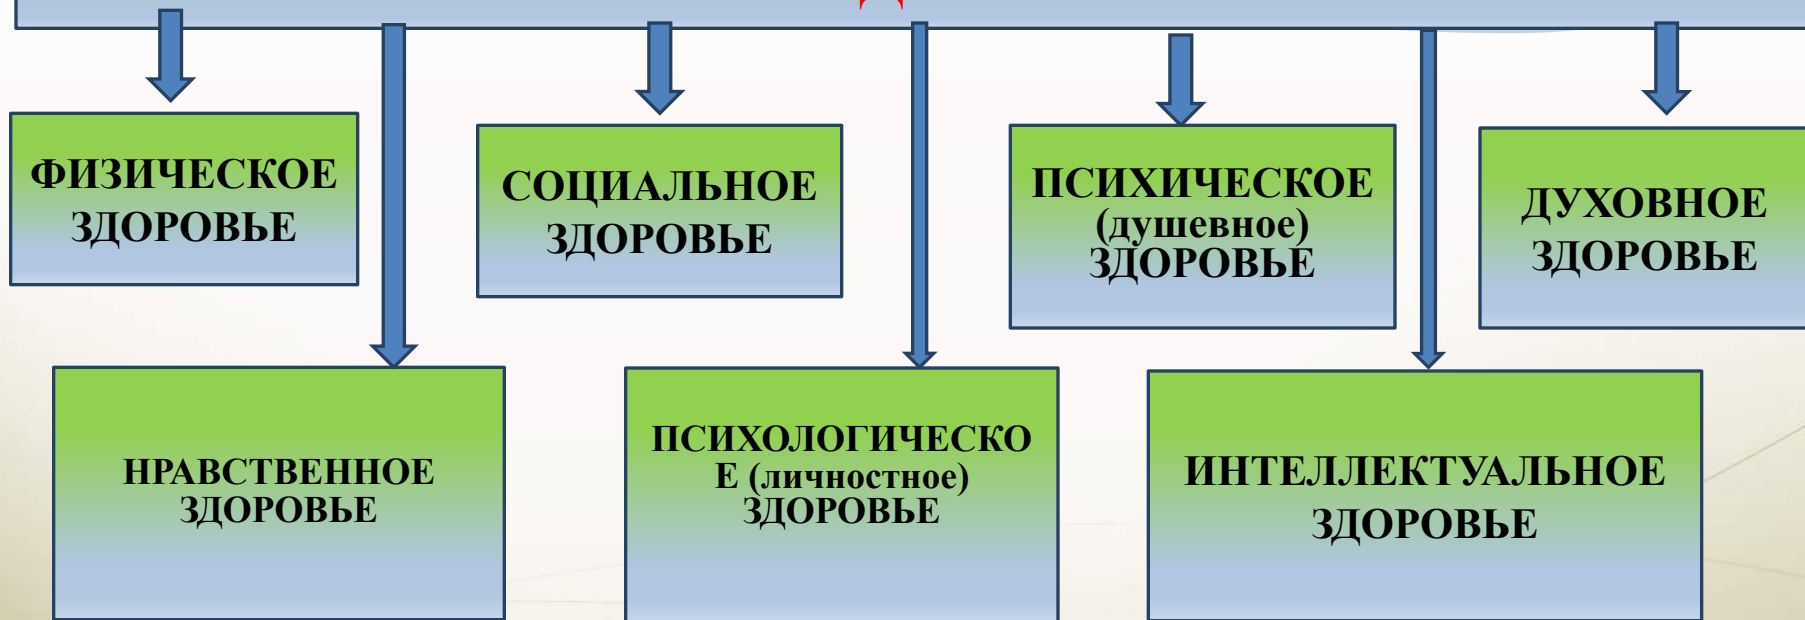 ФИЗИЧЕСКОЕ
ЗДОРОВЬЕ
СОЦИАЛЬНОЕ
ЗДОРОВЬЕ
ПСИХИЧЕСКОЕ
(душевное)
ЗДОРОВЬЕ
ДУХОВНОЕ
ЗДОРОВЬЕ
НРАВСТВЕННОЕ
ЗДОРОВЬЕ
ПСИХОЛОГИЧЕСКО
Е (личностное)
ЗДОРОВЬЕ
ИНТЕЛЛЕКТУАЛЬНОЕ
ЗДОРОВЬЕ